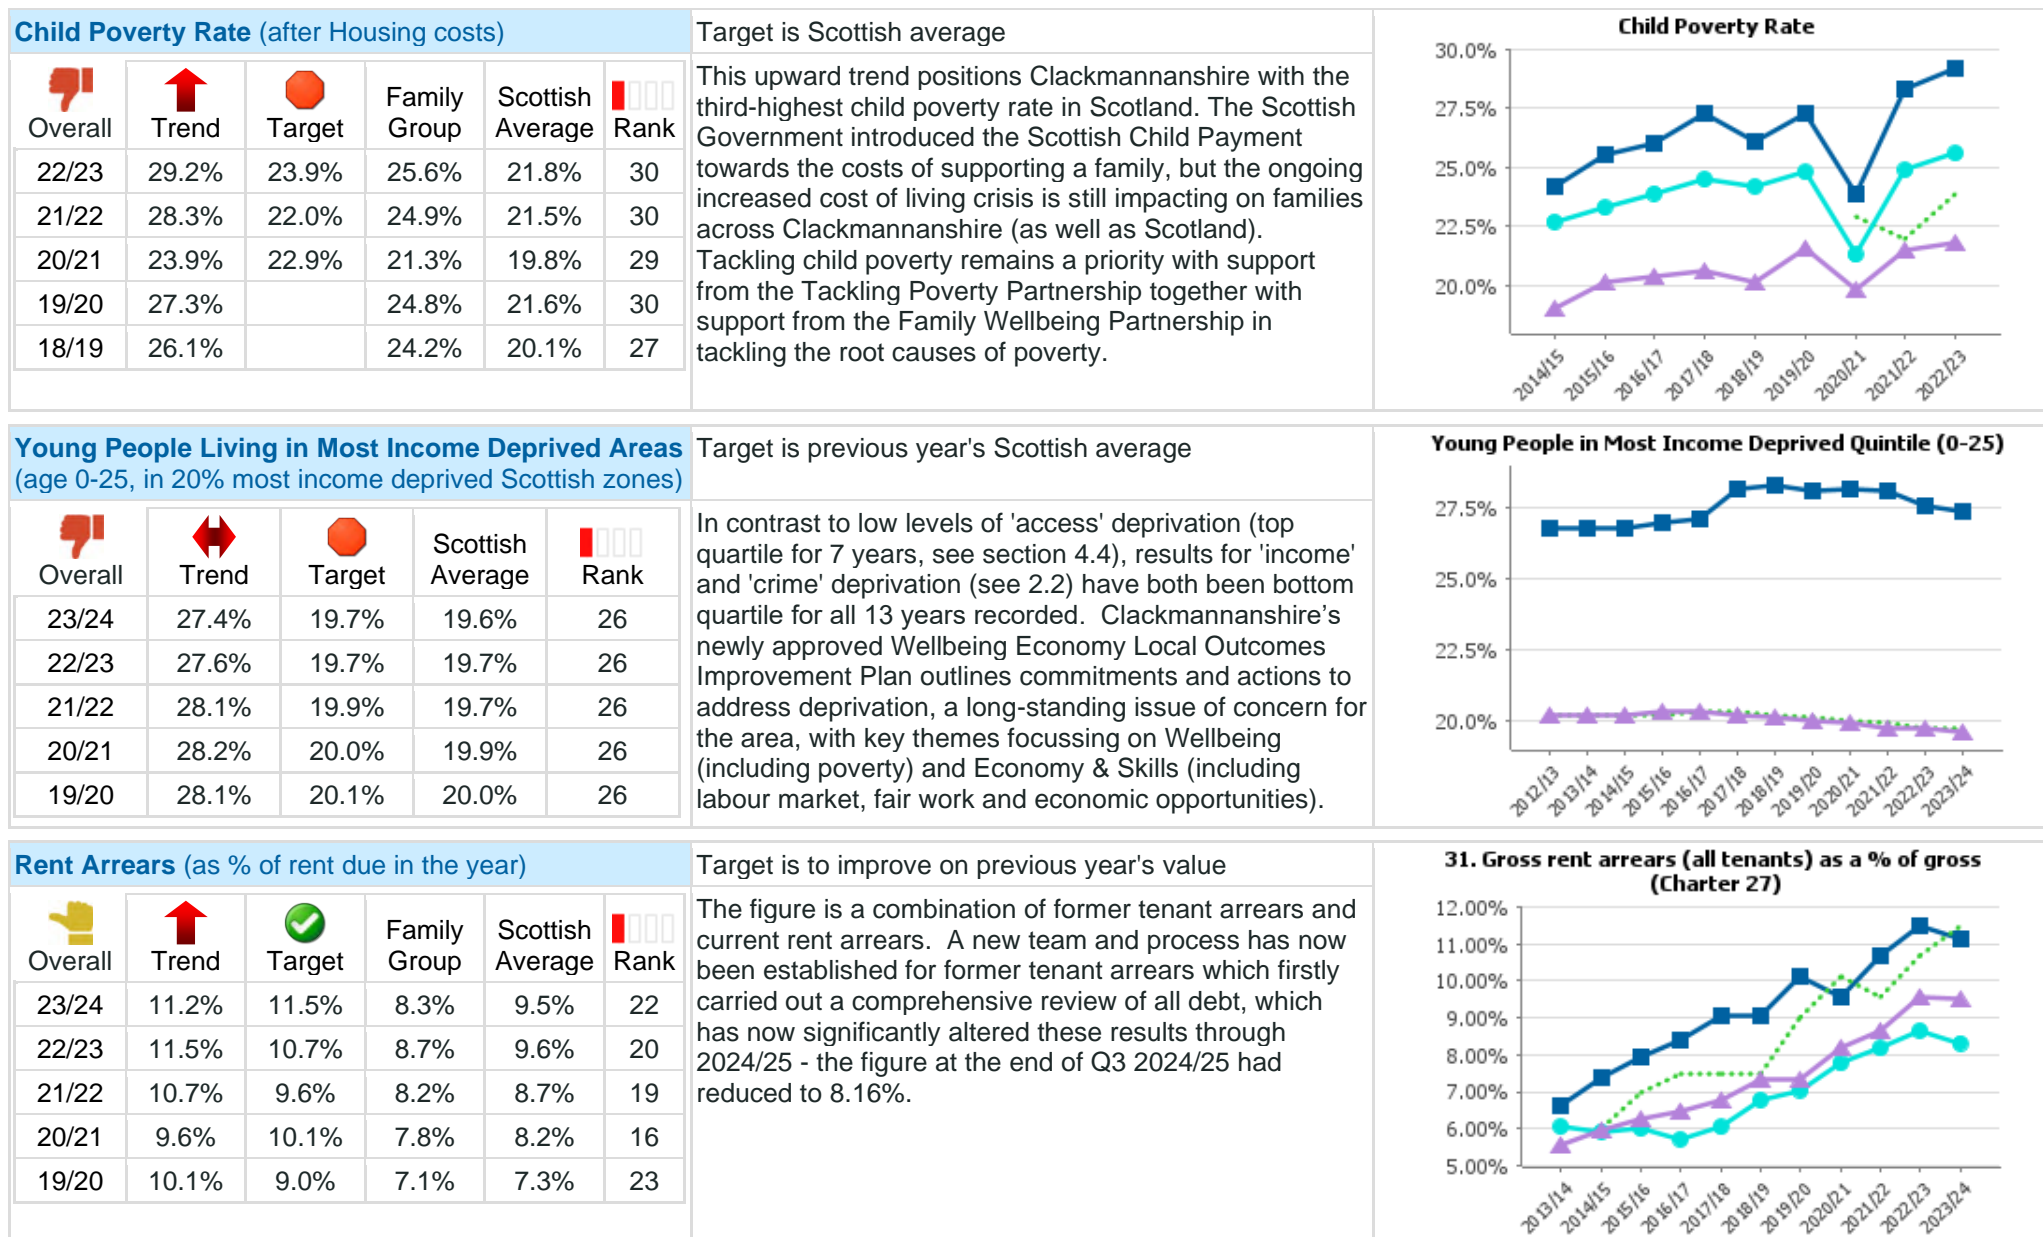 Child Poverty Rate (after Housing costs)
Target is Scottish average
Overall Trend Target Family Group Scottish Average Rank
22/23 29.2% 23.9% 25.6% 21.8% 30
21/22 28.3% 22.0% 24.9% 21.5% 30
20/21 23.9% 22.9% 21.3% 19.8% 29
19/20 27.3% 24.8% 21.6% 30
18/19 26.1% 24.2% 20.1% 27
This upward trend positions Clackmannanshire with the
third-highest child poverty rate in Scotland. The Scottish
Government introduced the Scottish Child Payment
towards the costs of supporting a family, but the ongoing
increased cost of living crisis is still impacting on families
across Clackmannanshire (as well as Scotland).
Tackling child poverty remains a priority with support
from the Tackling Poverty Partnership together with
support from the Family Wellbeing Partnership in
tackling the root causes of poverty.
Child Poverty Rate
30.0%
27.5%
25.0%
22.5%
20.0%
2014/15 2015/16 2016/17 2017/18 2018/19 2019/20 2020/21 2021/22 2022/23
Young People Living in Most Income Deprived Areas
(age 0-25, in 20% most income deprived Scottish zones)
Target is previous year's Scottish average
Overall Trend Target Scottish Average Rank
23/24 27.4% 19.7% 19.6% 26
22/23 27.6% 19.7% 19.7% 26
21/22 28.1% 19.9% 19.7% 26
20/21 28.2% 20.0% 19.9% 26
19/20 28.1% 20.1% 20.0% 26
In contrast to low levels of 'access' deprivation (top
quartile for 7 years, see section 4.4), results for 'income'
and 'crime' deprivation (see 2.2) have both been bottom
quartile for all 13 years recorded.  Clackmannanshire’s
newly approved Wellbeing Economy Local Outcomes
Improvement Plan outlines commitments and actions to
address deprivation, a long-standing issue of concern for
the area, with key themes focussing on Wellbeing
(including poverty) and Economy & Skills (including
labour market, fair work and economic opportunities).
Young People in Most Income Deprived Quintile (0-25)
27.5%
25.0%
22.5%
20.0%
2012/13 2013/14 2014/15 2015/16 2016/17 2017/18 2018/19 2019/20 2020/21 2021/22 2022/23 2023/24
Rent Arrears (as % of rent due in the year)
Target is to improve on previous year's value
Overall Trend Target Family Group Scottish Average Rank
23/24 11.2% 11.5% 8.3% 9.5% 22
22/23 11.5% 10.7% 8.7% 9.6% 20
21/22 10.7% 9.6% 8.2% 8.7% 19
20/21 9.6% 10.1% 7.8% 8.2% 16
19/20 10.1% 9.0% 7.1% 7.3% 23
The figure is a combination of former tenant arrears and
current rent arrears.  A new team and process has now
been established for former tenant arrears which firstly
carried out a comprehensive review of all debt, which
has now significantly altered these results through
2024/25 - the figure at the end of Q3 2024/25 had
reduced to 8.16%.
31. Gross rent arrears (all tenants) as a % of gross
(Charter 27)
12.00%
11.00%
10.00%
9.00%
8.00%
7.00%
6.00%
5.00%
2013/14 2014/15 2015/16 2016/17 2017/18 2018/19 2019/20 2020/21 2021/22 2022/23 2023/24